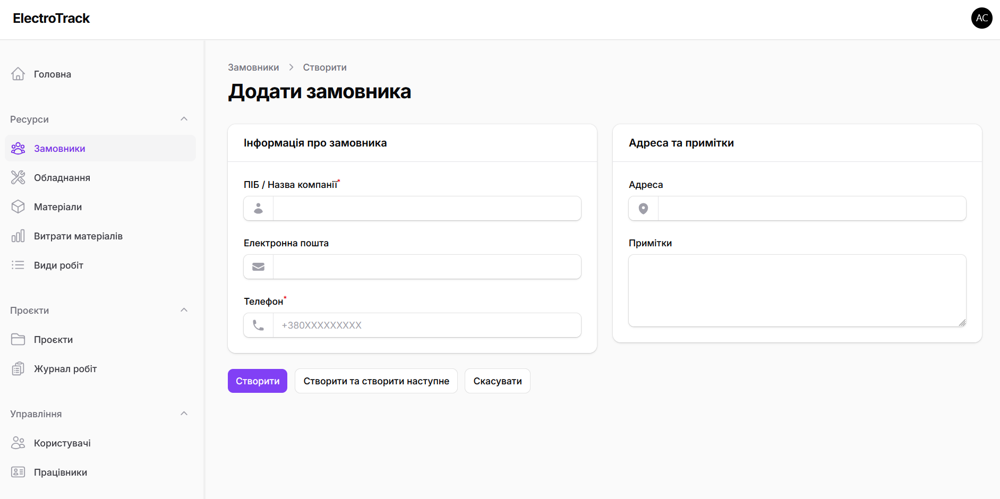 ElectroTrack
AC
Головна
Ресурси
Замовники
Обладнання
Матеріали
Витрати матеріалів
Види робіт
Проєкти
Проєкти
Журнал робіт
Управління
Користувачі
Працівники
Замовники > Створити
Додати замовника
Інформація про замовника
ПІБ / Назва компанії*
Електронна пошта
Телефон*
+380XXXXXXXXX
Адреса та примітки
Адреса
Примітки
Створити
Створити та створити наступне
Скасувати